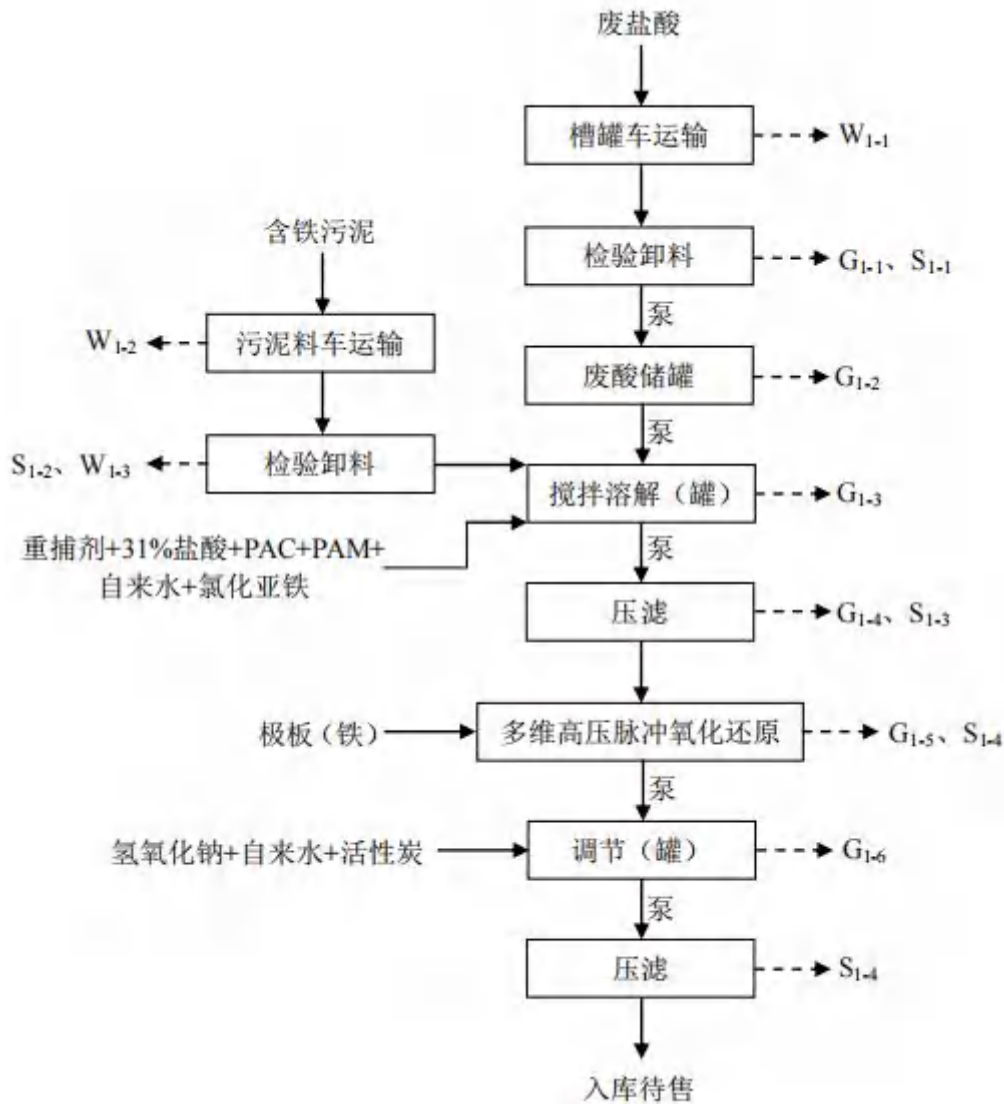 废盐酸
槽罐车运输
W1-1
含铁污泥
检验卸料
G1-1、S1-1
泵
W1-2
污泥料车运输
废酸储罐
G1-2
泵
S1-2、W1-3
检验卸料
搅拌溶解（罐）
G1-3
重捕剂+31%盐酸+PAC+PAM+
自来水+氯化亚铁
泵
压滤
G1-4、S1-3
极板（铁）
多维高压脉冲氧化还原
G1-5、S1-4
泵
氢氧化钠+自来水+活性炭
调节（罐）
G1-6
泵
压滤
S1-4
入库待售